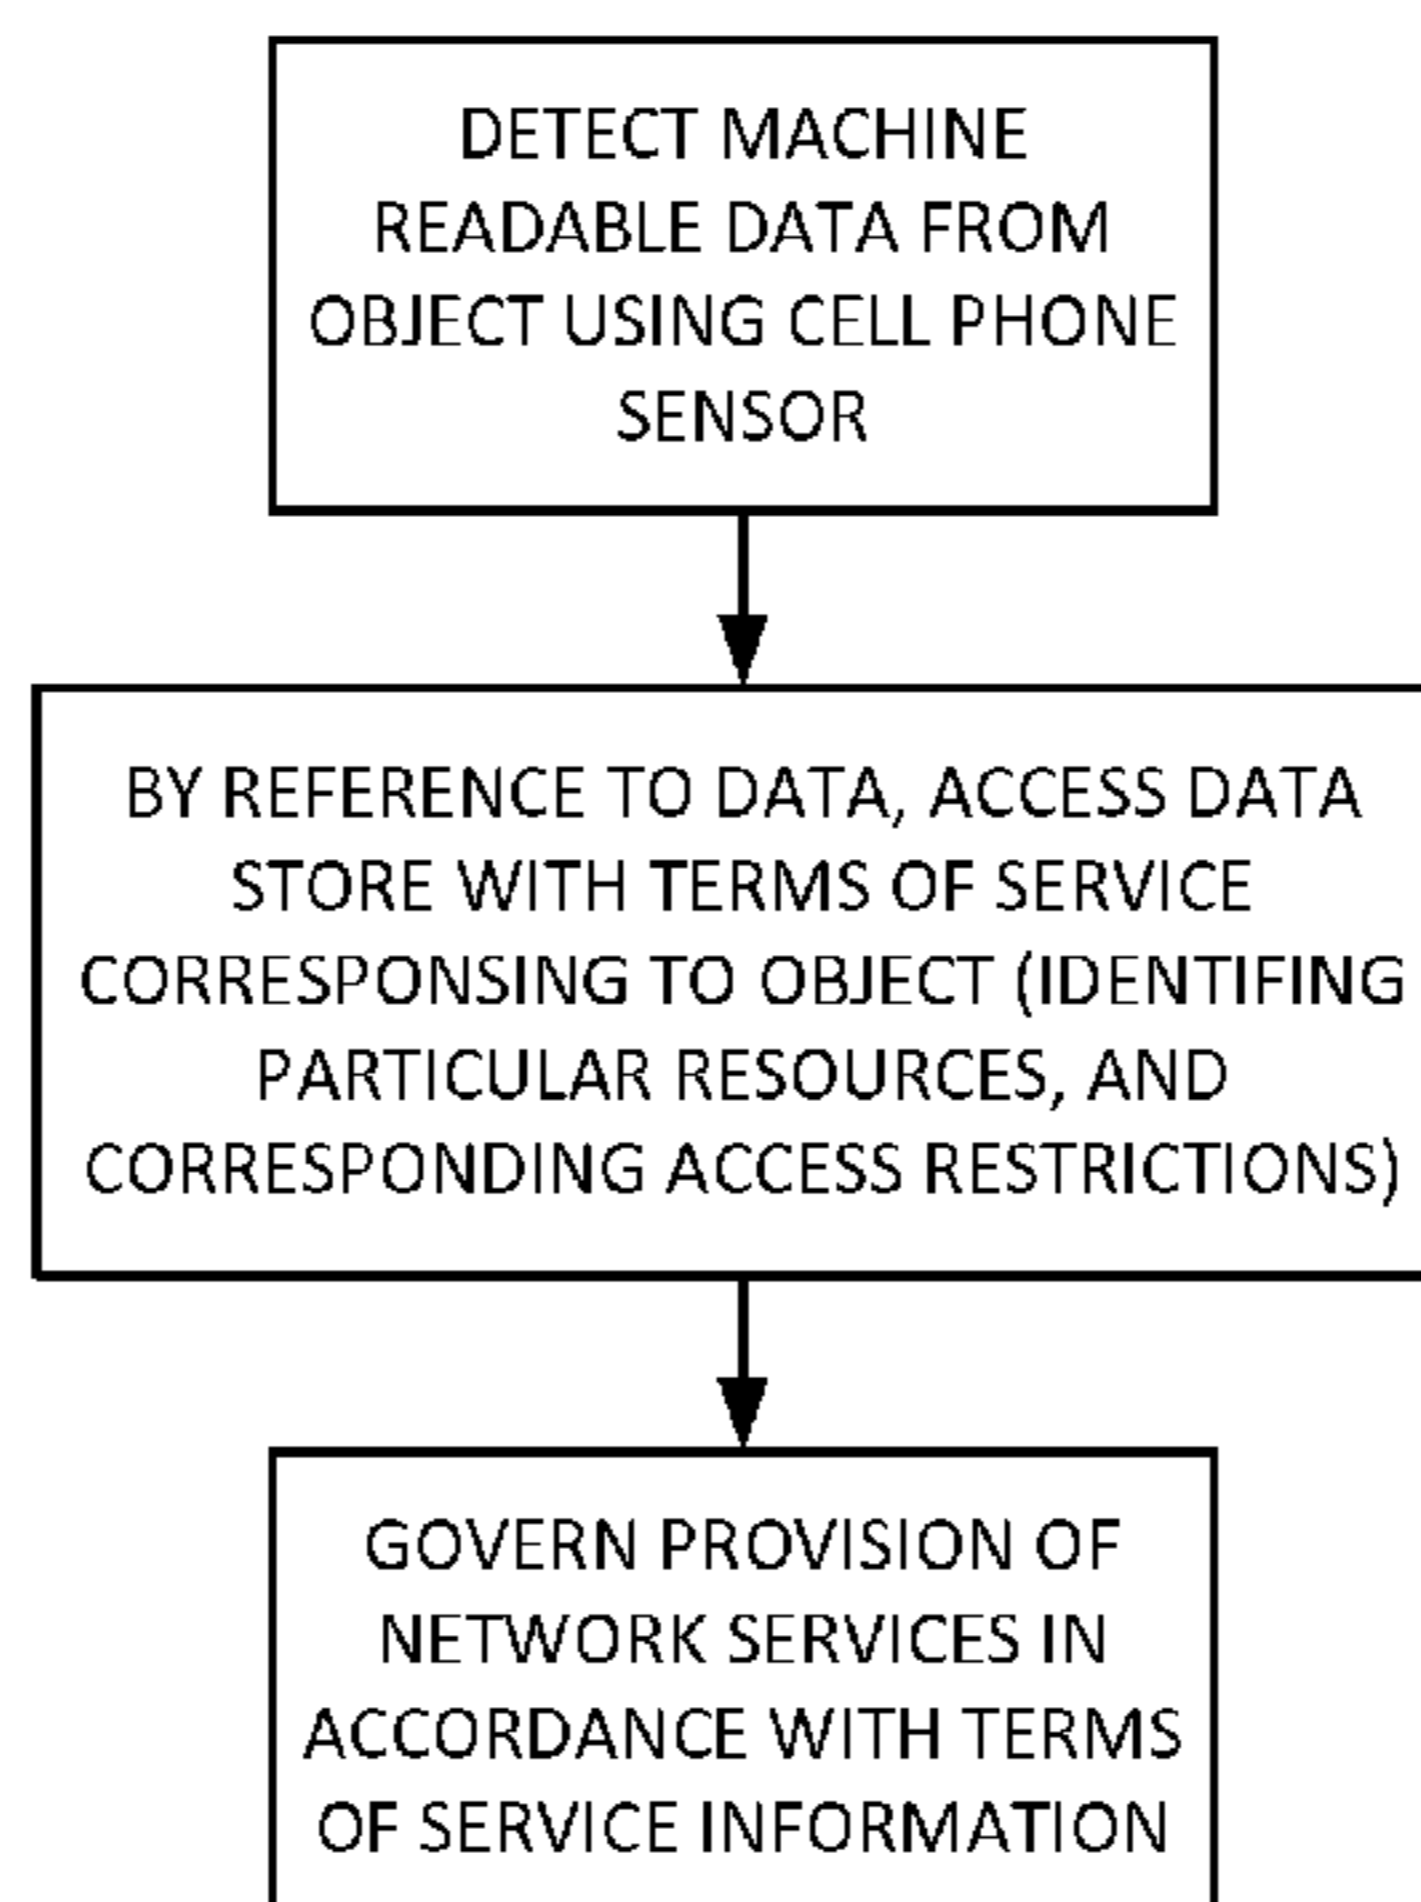 DETECT MACHINE
READABLE DATA FROM
OBJECT USING CELL PHONE
SENSOR
BY REFERENCE TO DATA, ACCESS DATA
STORE WITH TERMS OF SERVICE
CORRESPONSING TO OBJECT (IDENTIFING
PARTICULAR RESOURCES, AND
CORRESPONDING ACCESS RESTRICTIONS)
GOVERN PROVISION OF
NETWORK SERVICES IN
ACCORDANCE WITH TERMS
OF SERVICE INFORMATION